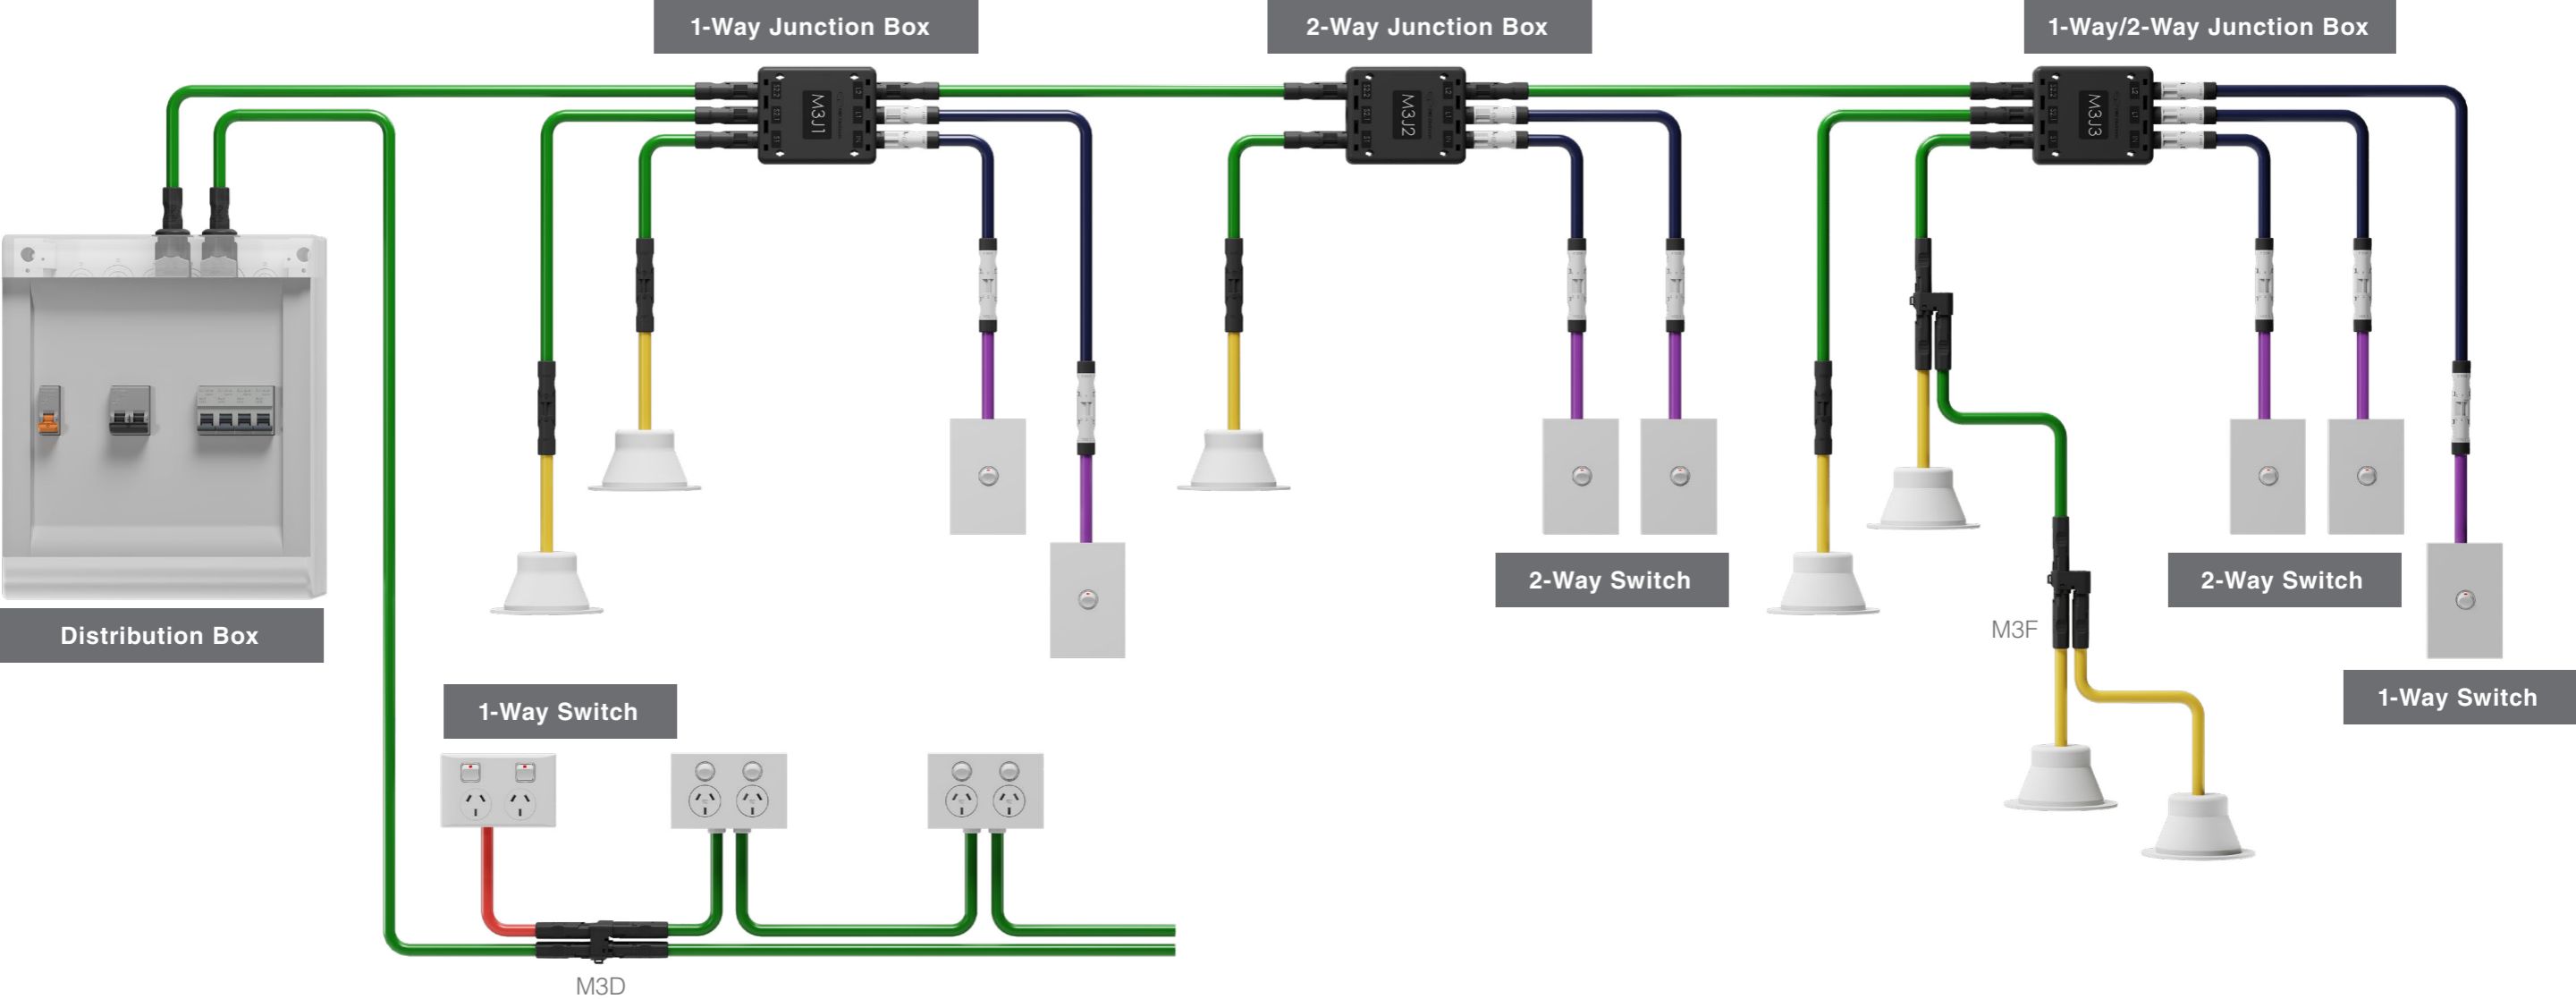 1-Way Junction Box
2-Way Junction Box
1-Way/2-Way Junction Box
M3J1
M3J2
M3J3
2-Way Switch
2-Way Switch
Distribution Box
M3F
1-Way Switch
1-Way Switch
M3D